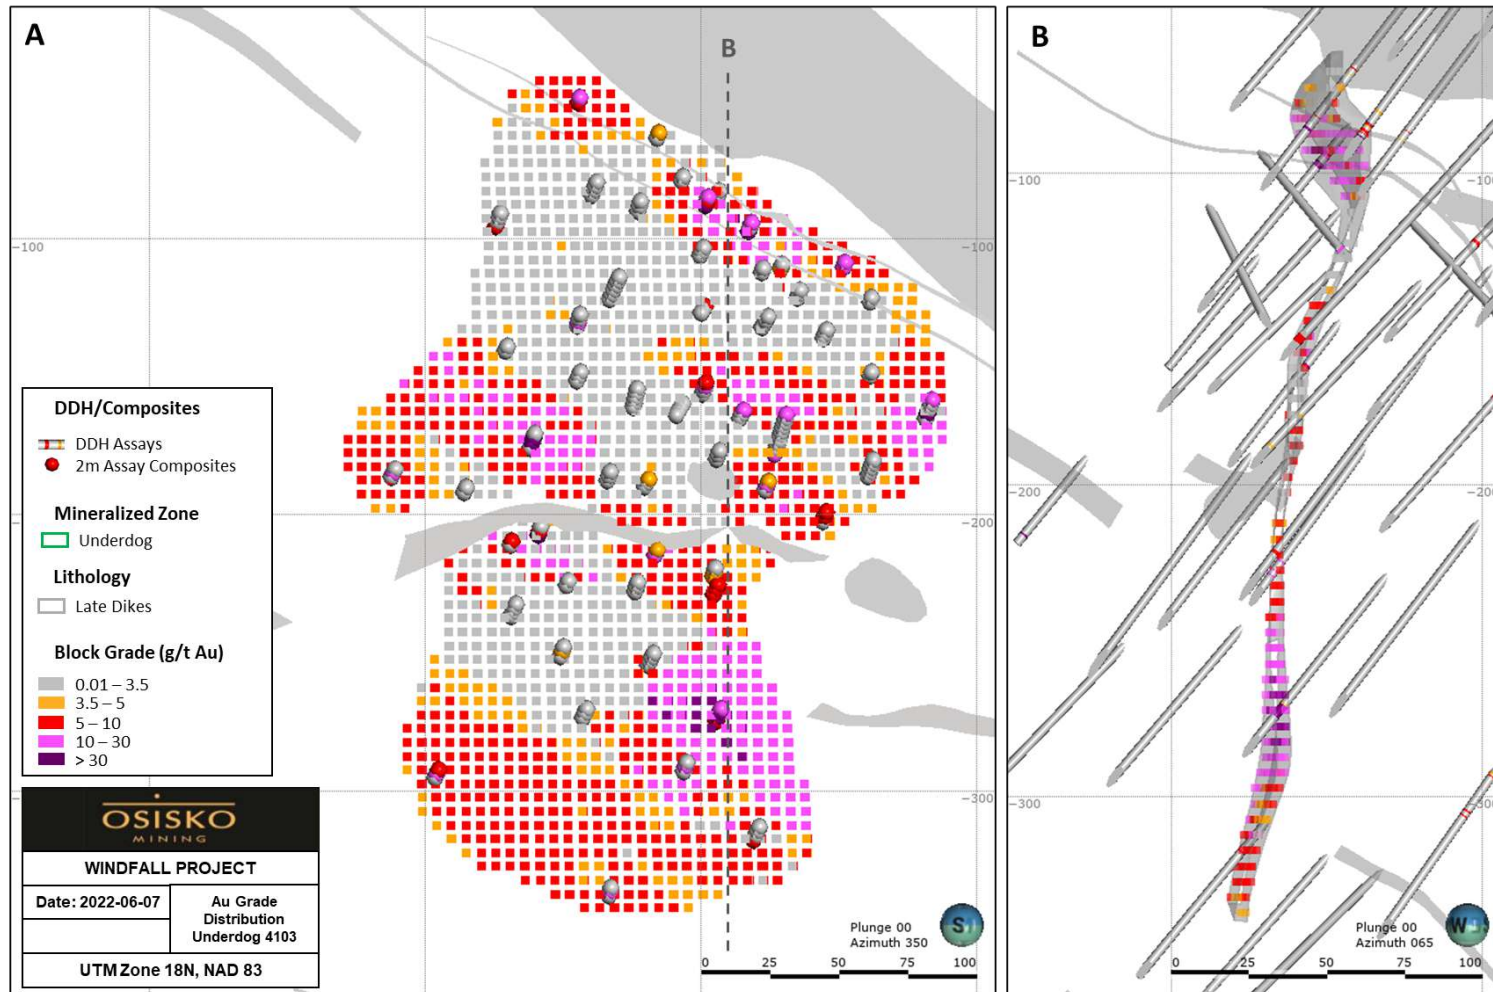 A
B
B
-100
-100
-200
-300
-100
-100
-200
-300
DDH/Composites
DDH Assays
2m Assay Composites
Mineralized Zone
Underdog
Lithology
Late Dikes
Block Grade (g/t Au)
0.01 – 3.5
3.5 – 5
5 – 10
10 – 30
> 30
OSISKO
MINING
WINDFALL PROJECT
Date: 2022-06-07
Au Grade
Distribution
Underdog 4103
UTM Zone 18N, NAD 83
Plunge 00
Azimuth 350
0 25 50 75 100
Plunge 00
Azimuth 065
0 25 50 75 100